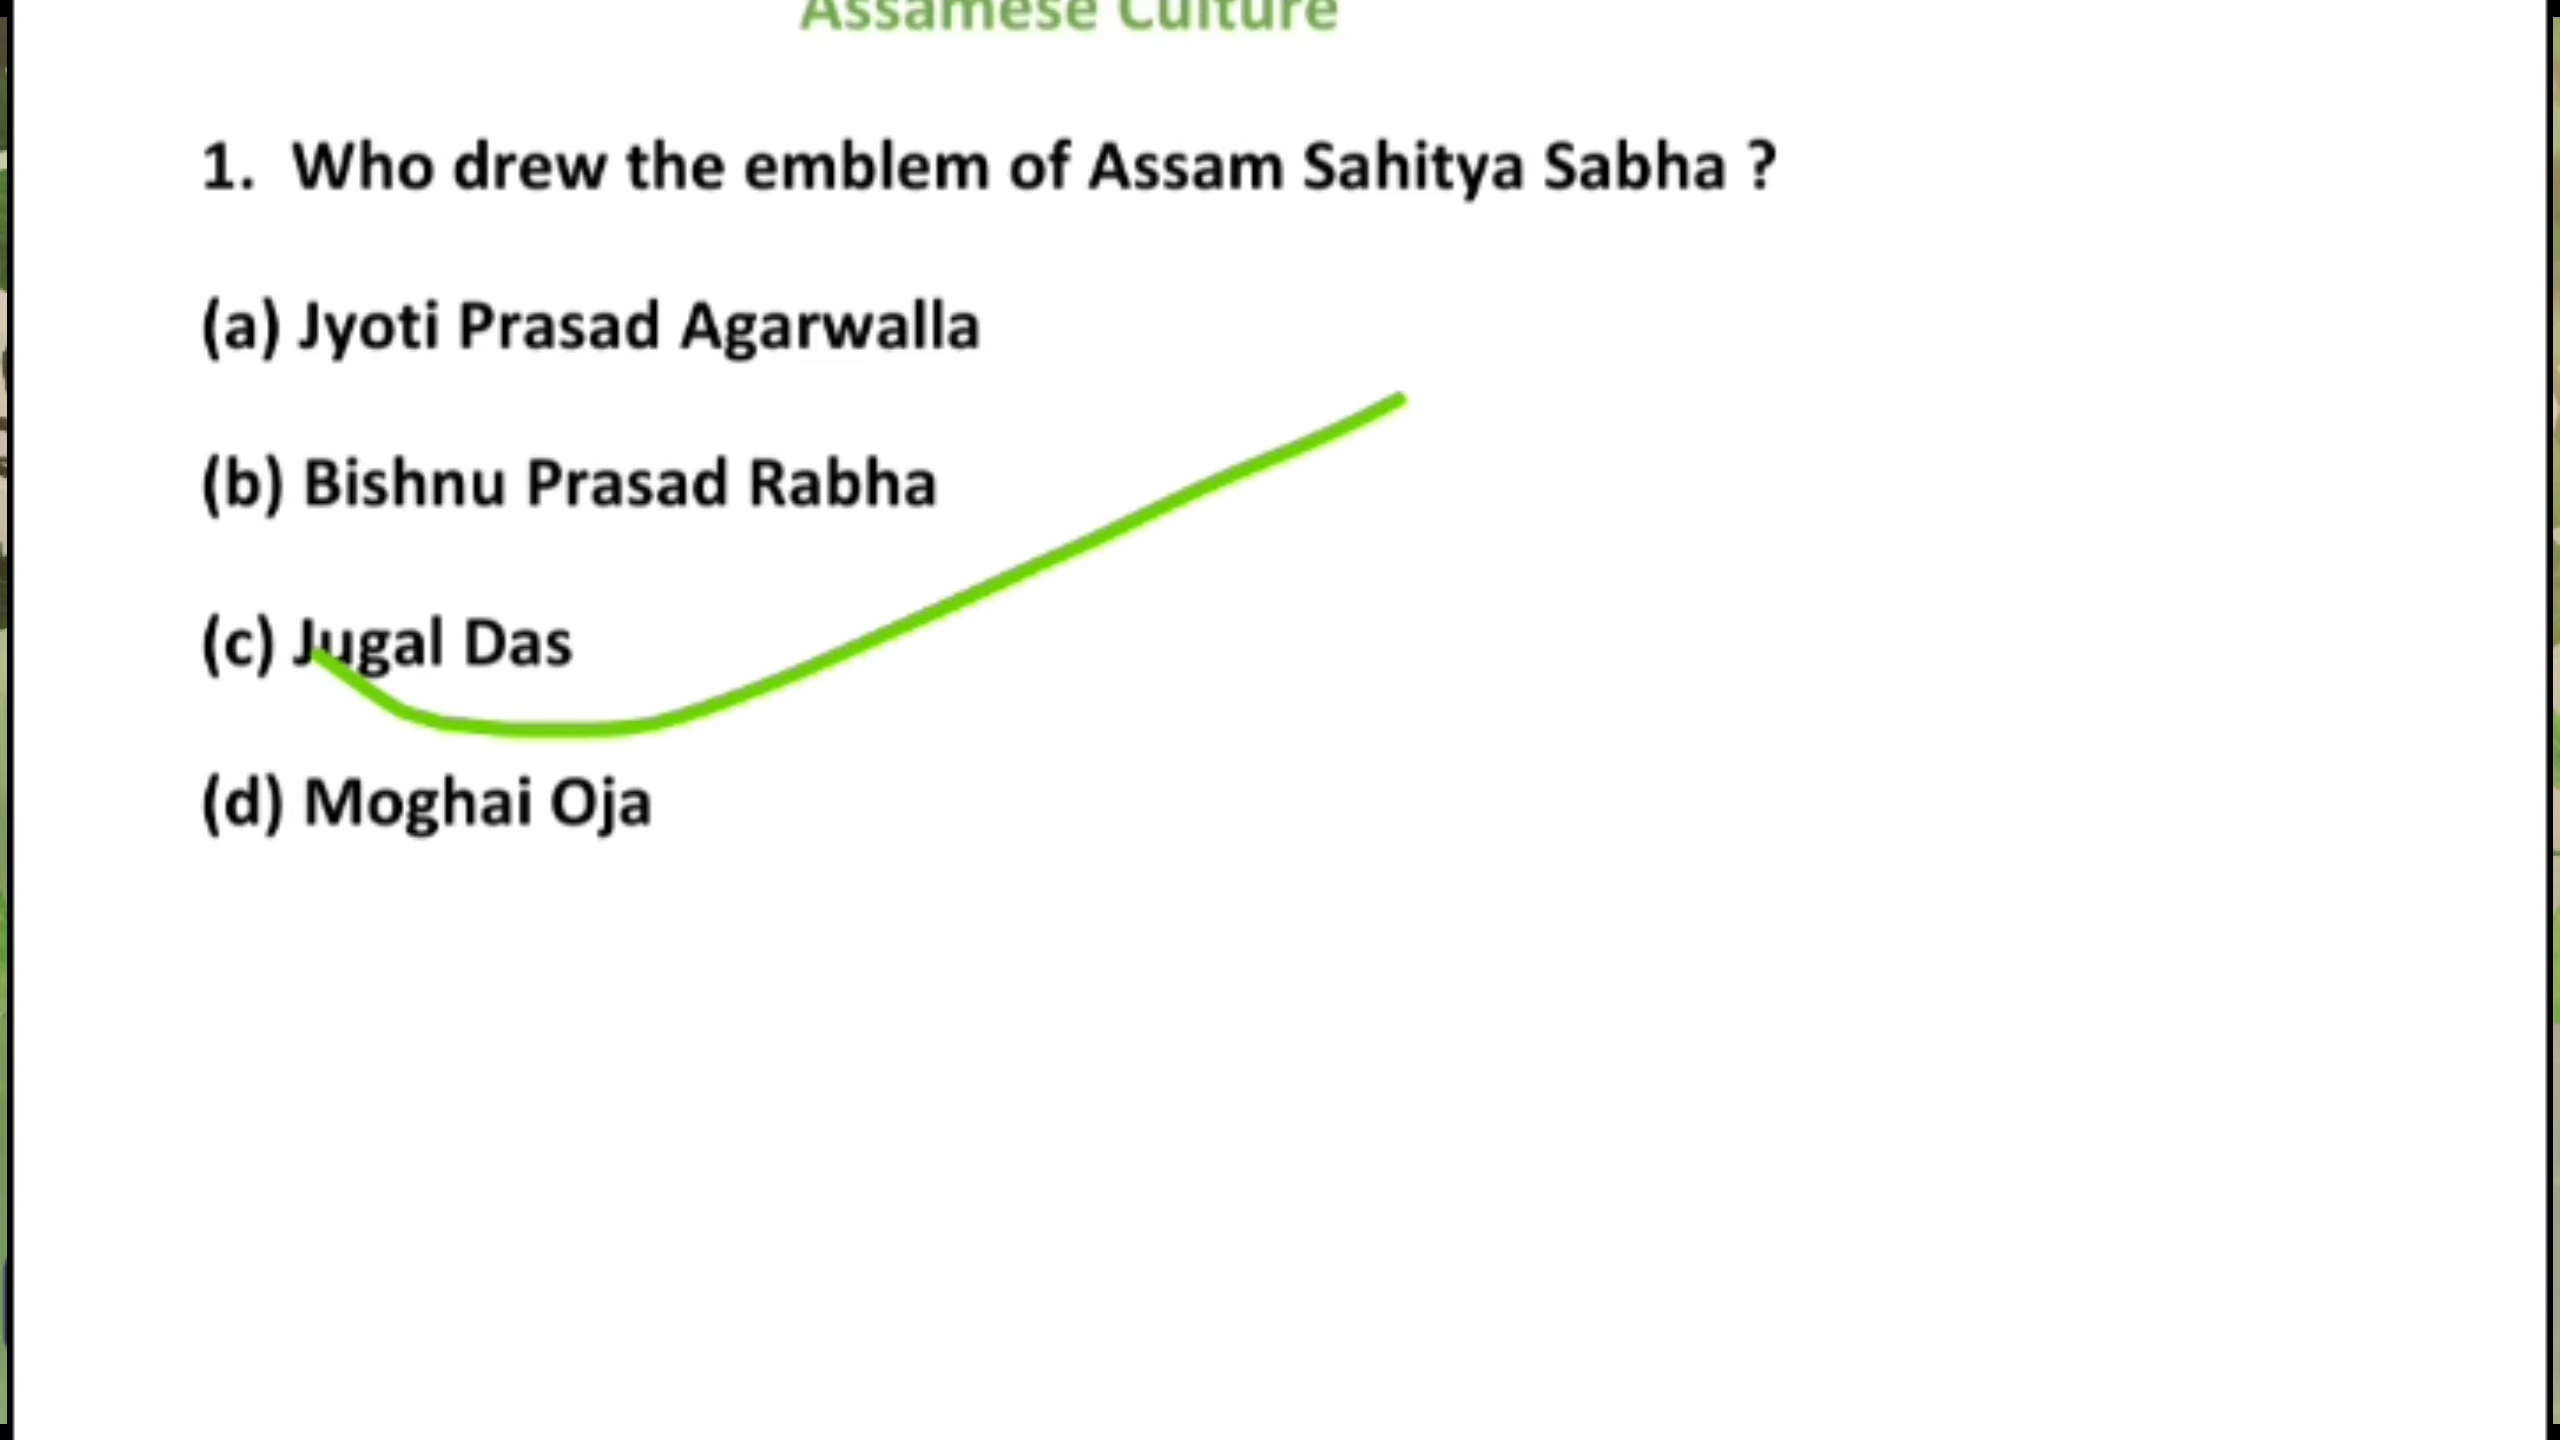 Assamese Culture
1. Who drew the emblem of Assam Sahitya Sabha ?
(a) Jyoti Prasad Agarwalla
(b) Bishnu Prasad Rabha
(c) Jugal Das
(d) Moghai Oja